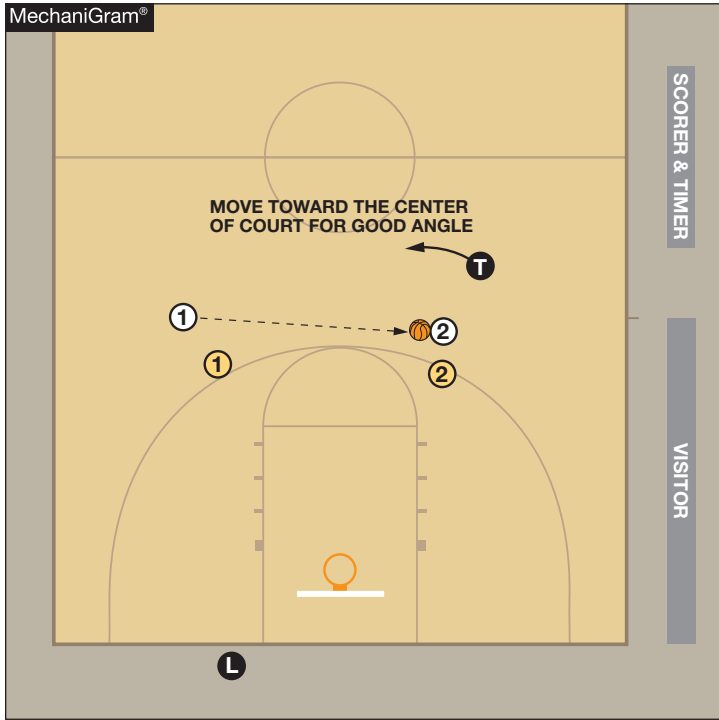 MechaniGram®
SCORER & TIMER
MOVE TOWARD THE CENTER
OF COURT FOR GOOD ANGLE
T
1
2
1
2
VISITOR
L